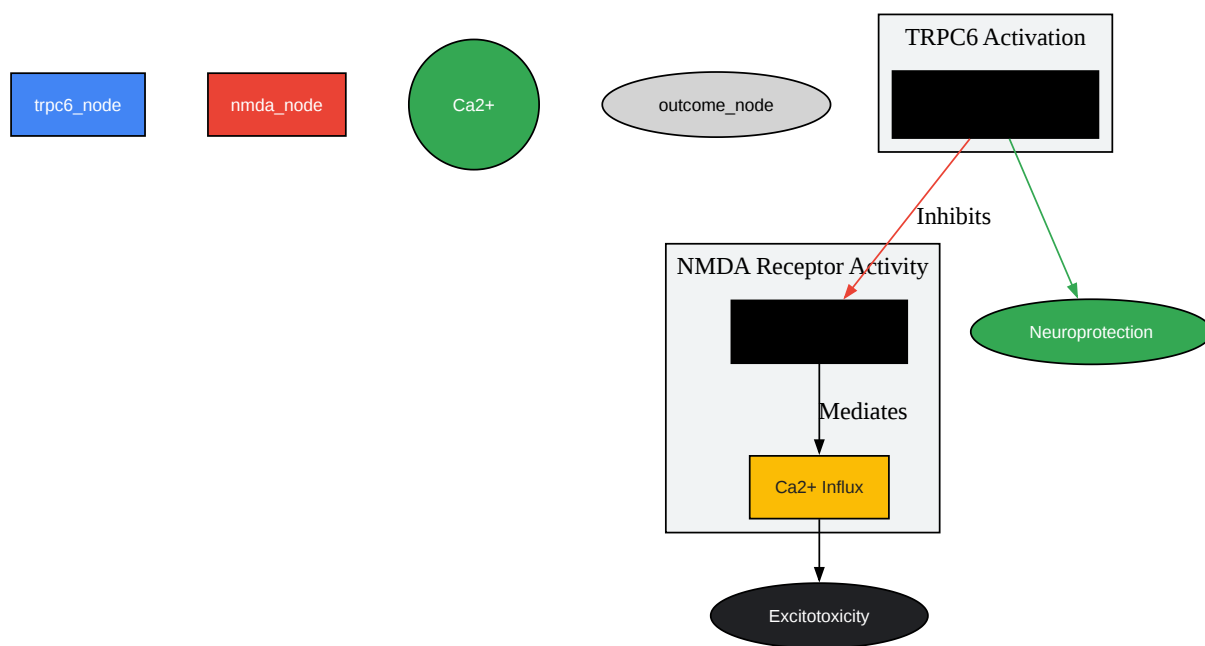 TRPC6 Activation
trpc6_node
nmda_node
Ca2+
outcome_node
Inhibits
NMDA Receptor Activity
Neuroprotection
Mediates
Ca2+ Influx
Excitotoxicity